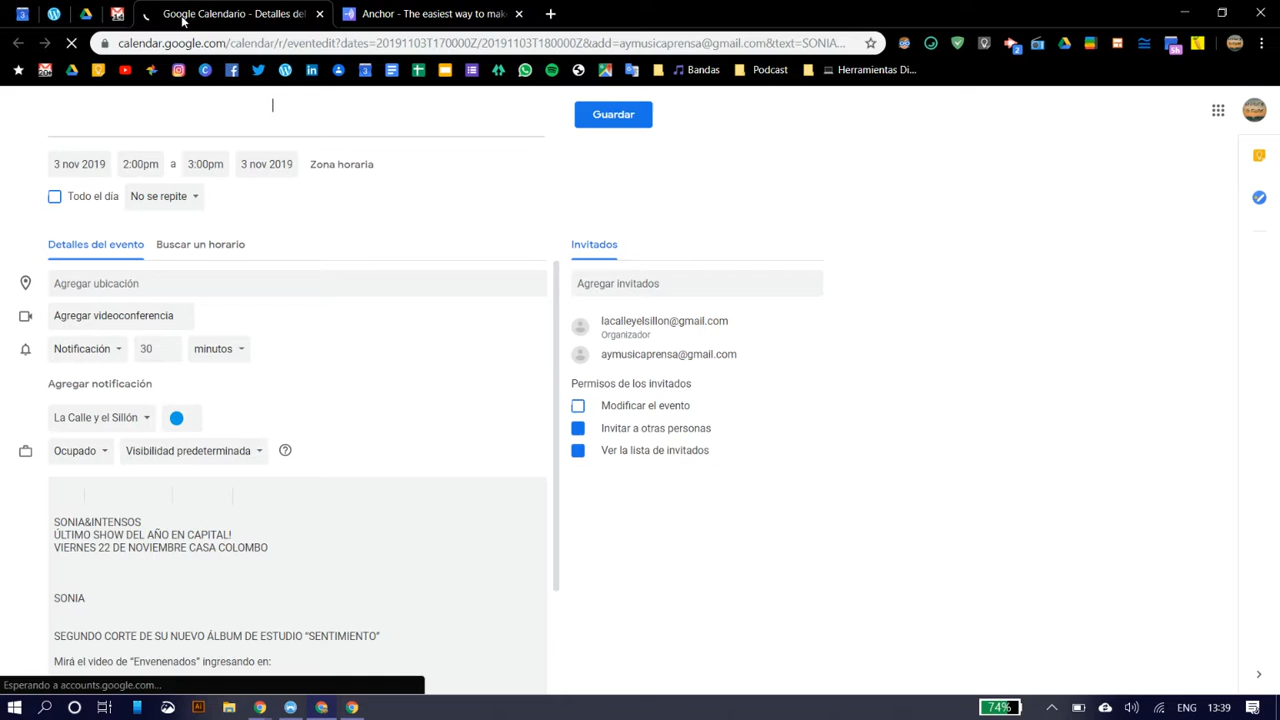 Google Calendario - Detalles del
Anchor - The easiest way to mak
calendar.google.com/calendar/r/eventedit?dates=20191103T170000Z/20191103T180000Z&add=aymusicaprensa@gmail.com&text=SONIA...
Bandas
Podcast
Herramientas Di...
Guardar
3 nov 2019
2:00pm
a
3:00pm
3 nov 2019
Zona horaria
Todo el día
No se repite
Detalles del evento
Buscar un horario
Invitados
Agregar ubicación
Agregar invitados
Agregar videoconferencia
lacalleyelsillon@gmail.com
Organizador
Notificación
30
minutos
aymusicaprensa@gmail.com
Agregar notificación
Permisos de los invitados
Modificar el evento
La Calle y el Sillón
Invitar a otras personas
Ocupado
Visibilidad predeterminada
Ver la lista de invitados
SONIA&INTENSOS
ÚLTIMO SHOW DEL AÑO EN CAPITAL!
VIERNES 22 DE NOVIEMBRE CASA COLOMBO
SONIA
SEGUNDO CORTE DE SU NUEVO ÁLBUM DE ESTUDIO “SENTIMIENTO”
Mirá el video de “Envenenados” ingresando en:
Esperando a accounts.google.com...
74%
ENG
13:39